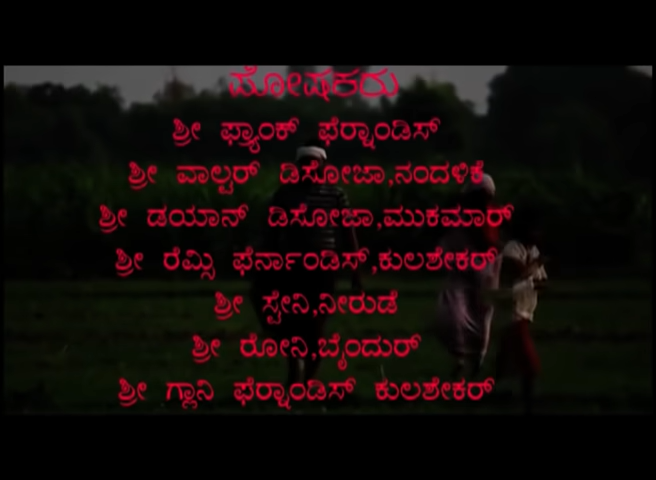 ಪೋಷಕರು
ಶ್ರೀ ಫ್ರ್ಯಾಂಕ್ ಫೆರ್ನ್ಯಾಂಡಿಸ್
ಶ್ರೀ ವಾಲ್ಟರ್ ಡಿಸೋಜಾ,ನಂದಳಿಕೆ
ಶ್ರೀ ಡಯಾನ್ ಡಿಸೋಜಾ,ಮುಕಮಾರ್
ಶ್ರೀ ರೆಮ್ಸಿ ಫೆರ್ನಾಂಡಿಸ್,ಕುಲಶೇಕರ್
ಶ್ರೀ ಸ್ಟೇನಿ,ನೀರುಡೆ
ಶ್ರೀ ರೋನಿ,ಬೈಂದುರ್
ಶ್ರೀ ಗ್ಲಾನಿ ಫೆರ್ನ್ಯಾಂಡಿಸ್ ಕುಲಶೇಕರ್